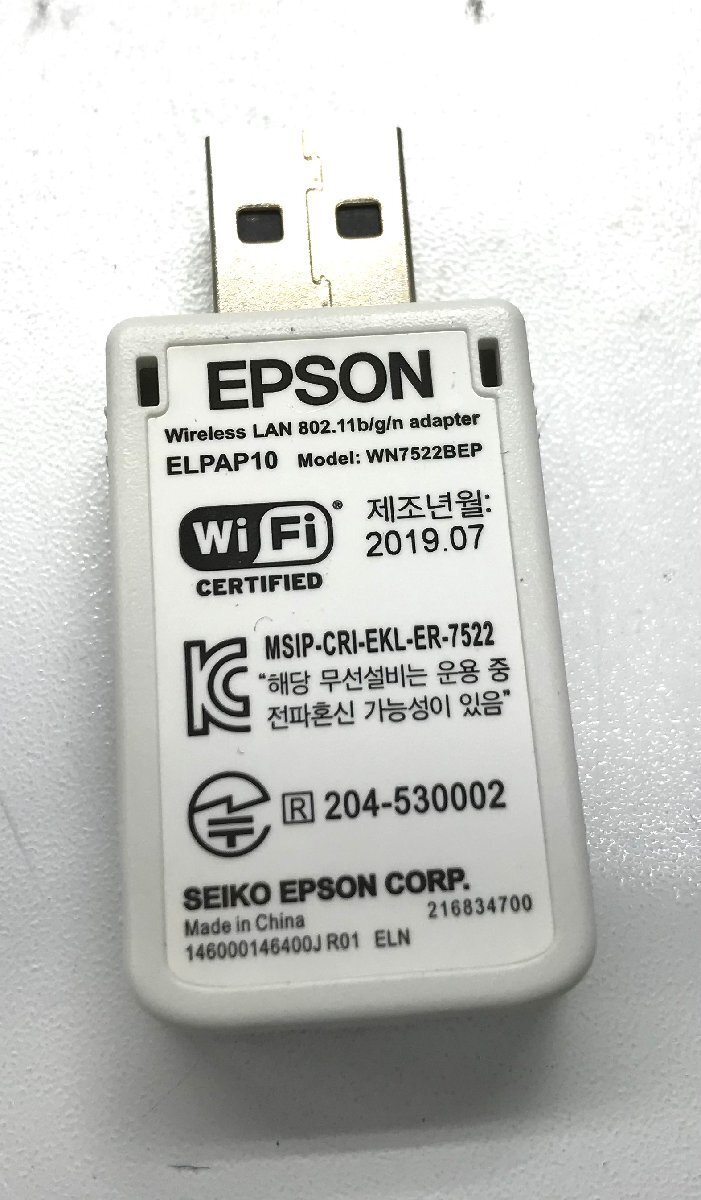 EPSON
Wireless LAN 802.11b/g/n adapter
ELPAP10 Model: WN7522BEP
Wi Fi ®
CERTIFIED
제조년월:
2019.07
MSIP-CRI-EKL-ER-7522
"해당 무선설비는 운용 중
전파혼신 가능성이 있음"
R 204-530002
SEIKO EPSON CORP.
Made in China 216834700
146000146400J R01 ELN